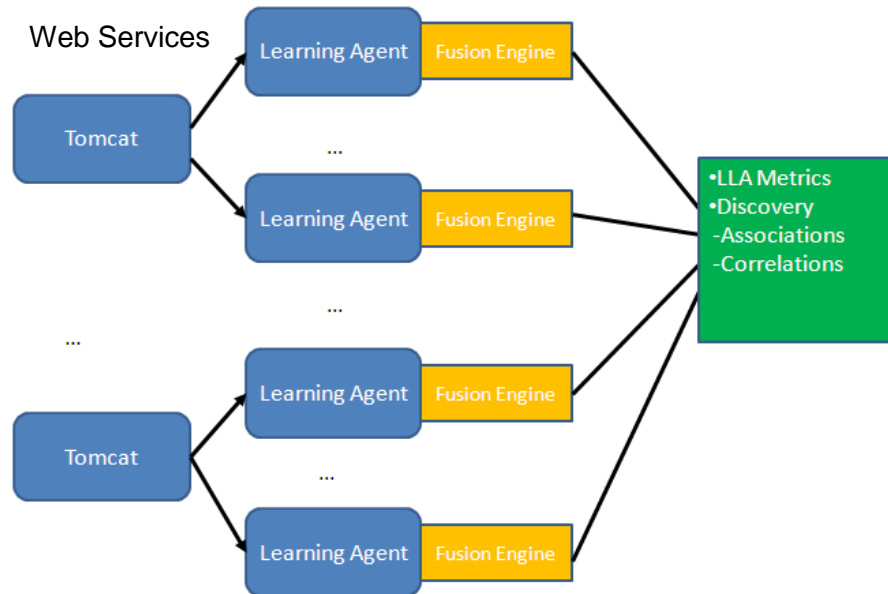 Web Services
Learning Agent
Fusion Engine
Tomcat
...
Learning Agent
Fusion Engine
•LLA Metrics
•Discovery
-Associations
-Correlations
...
...
Learning Agent
Fusion Engine
Tomcat
...
Learning Agent
Fusion Engine